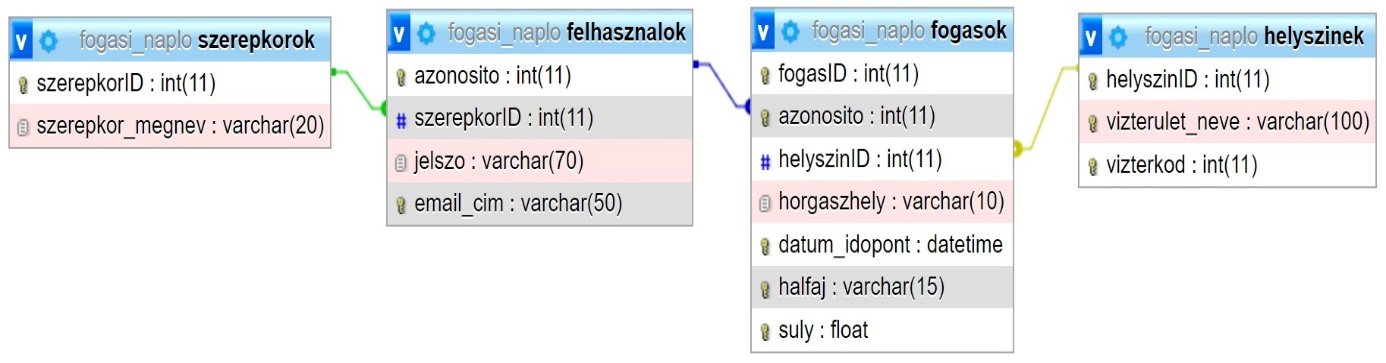 v fogasi_naplo szerepkorok
szerepkorID : int(11)
szerepkor_megnev : varchar(20)
v fogasi_naplo felhasznalok
azonosito : int(11)
# szerepkorID : int(11)
jelszo : varchar(70)
email_cim : varchar(50)
v fogasi_naplo fogasok
fogasID : int(11)
azonosito : int(11)
# helyszinID : int(11)
horgaszhely : varchar(10)
datum_idopont : datetime
halfaj : varchar(15)
suly : float
v fogasi_naplo helyszinek
helyszinID : int(11)
vizterulet_neve : varchar(100)
vizterkod : int(11)